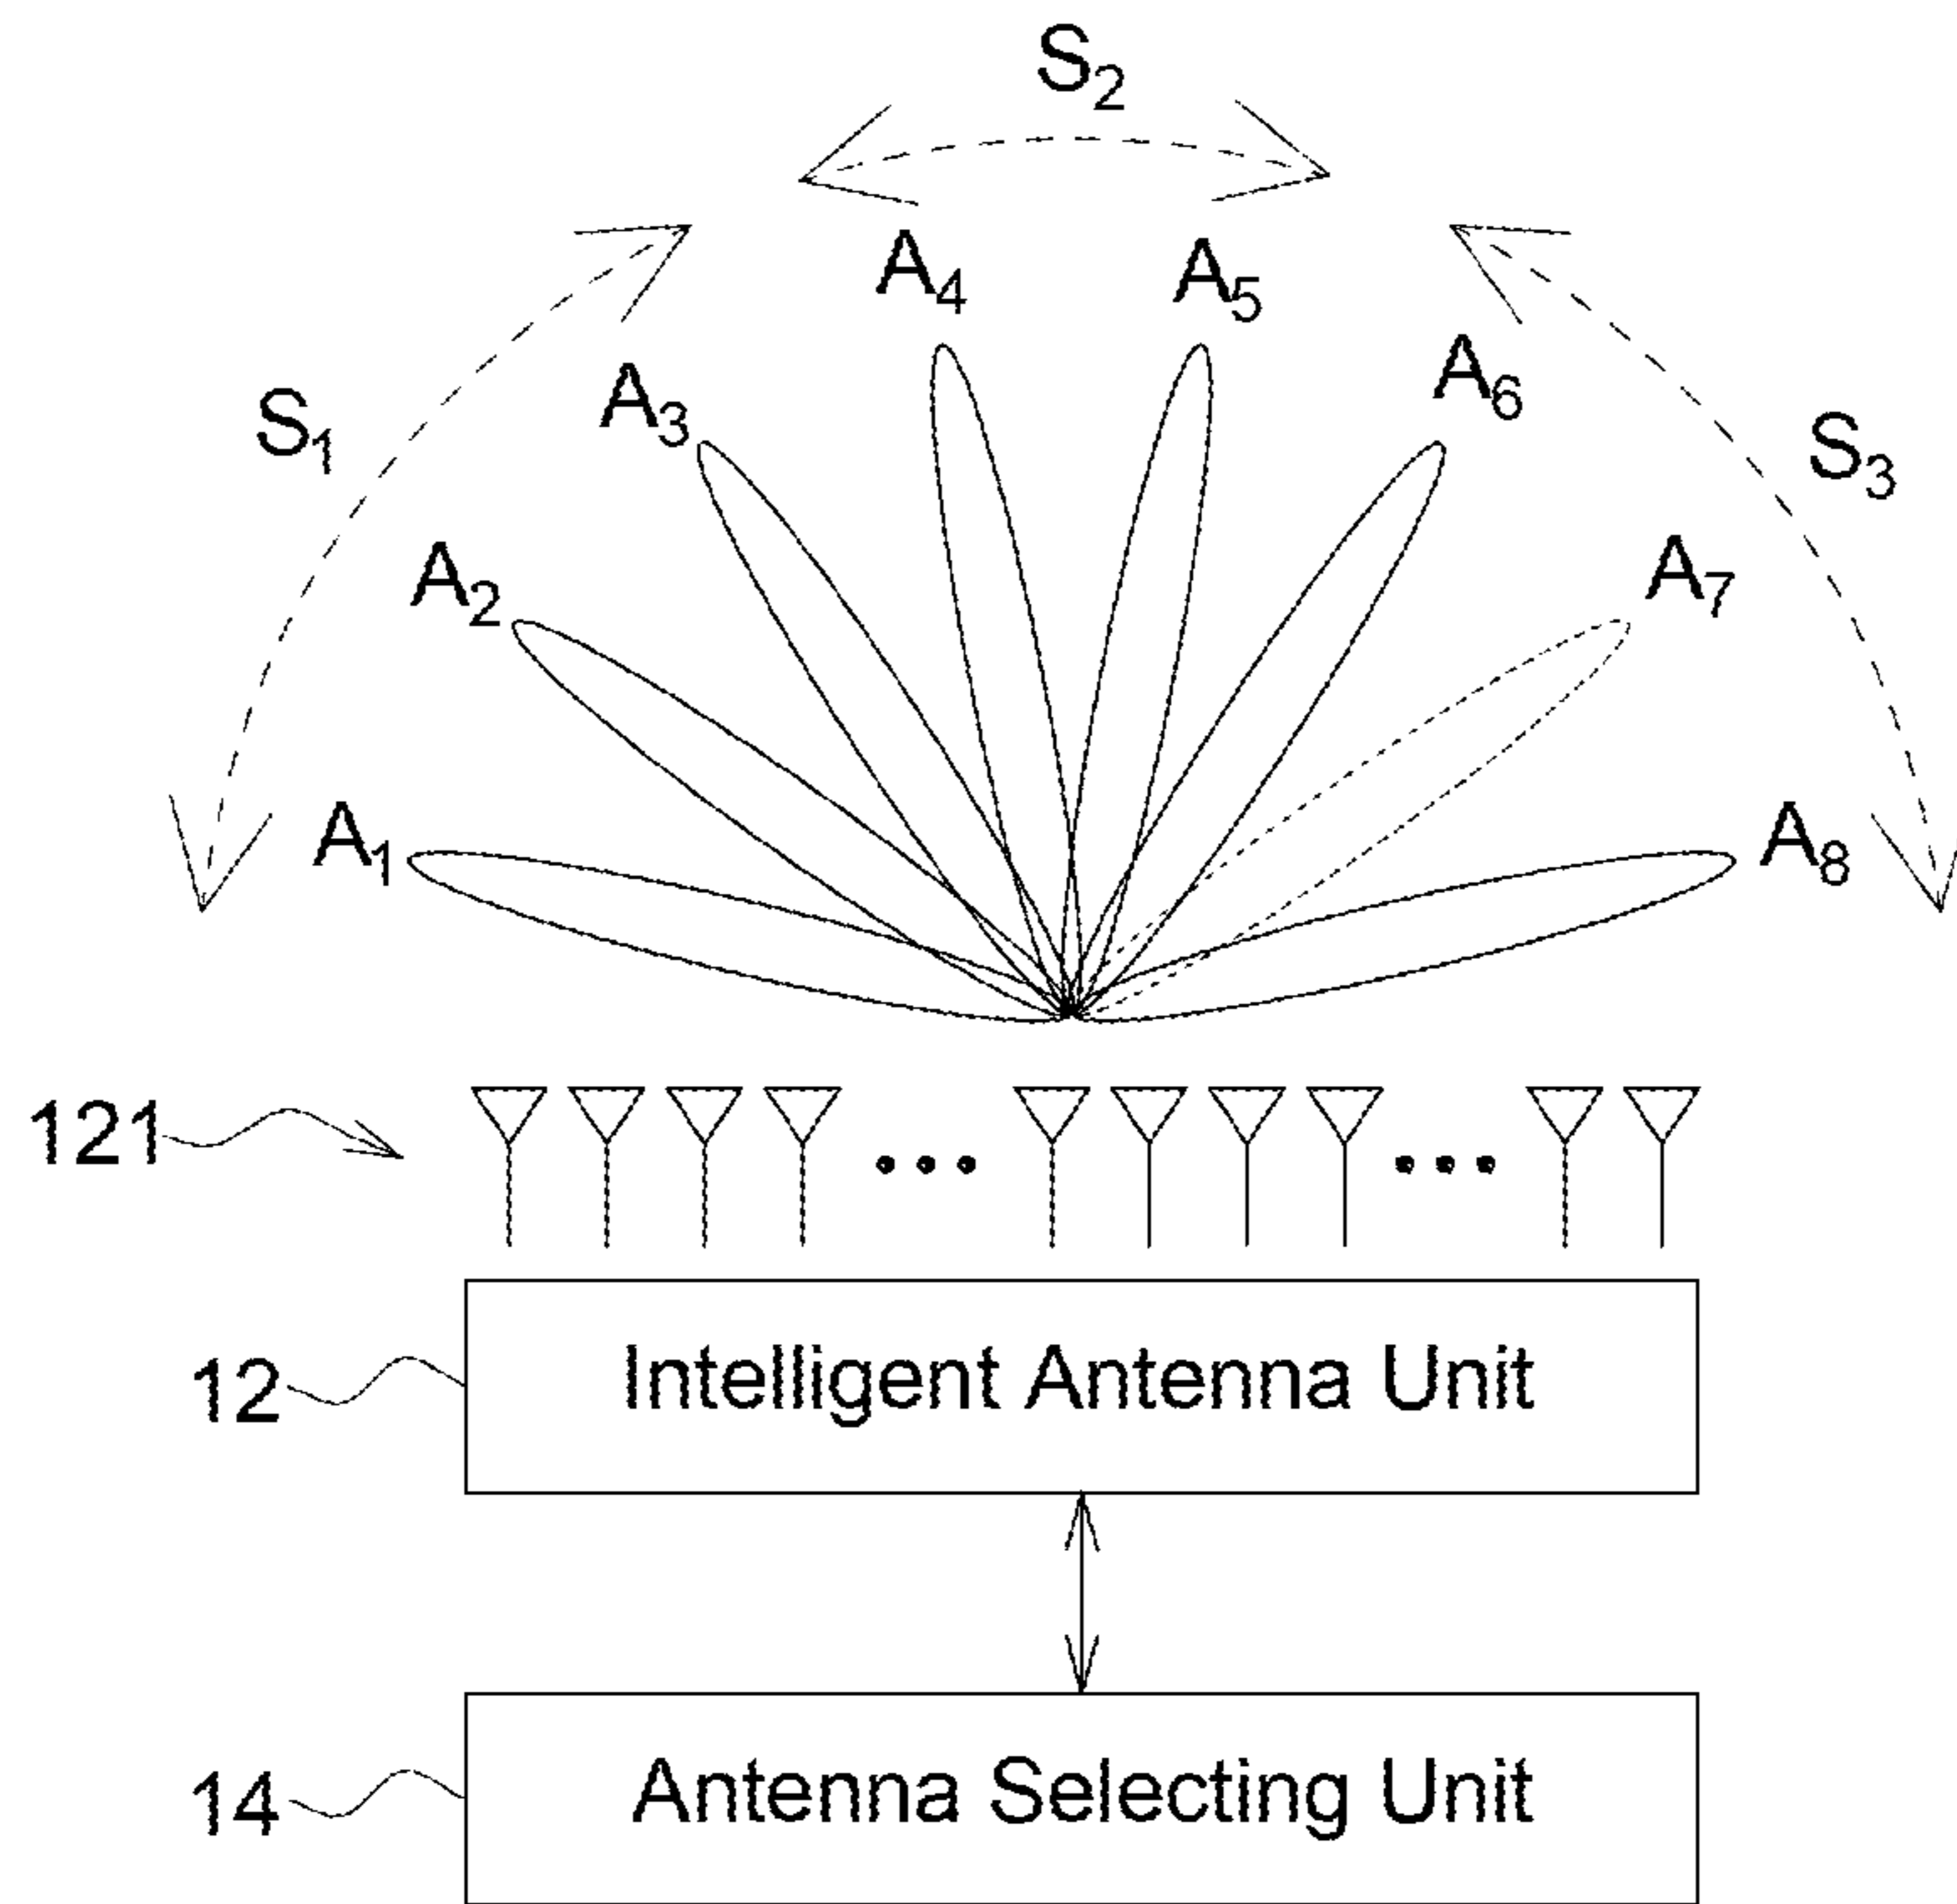 S2
A4
A5
S1
A3
A6
S3
A2
A7
A1
A8
121
12
Intelligent Antenna Unit
14
Antenna Selecting Unit